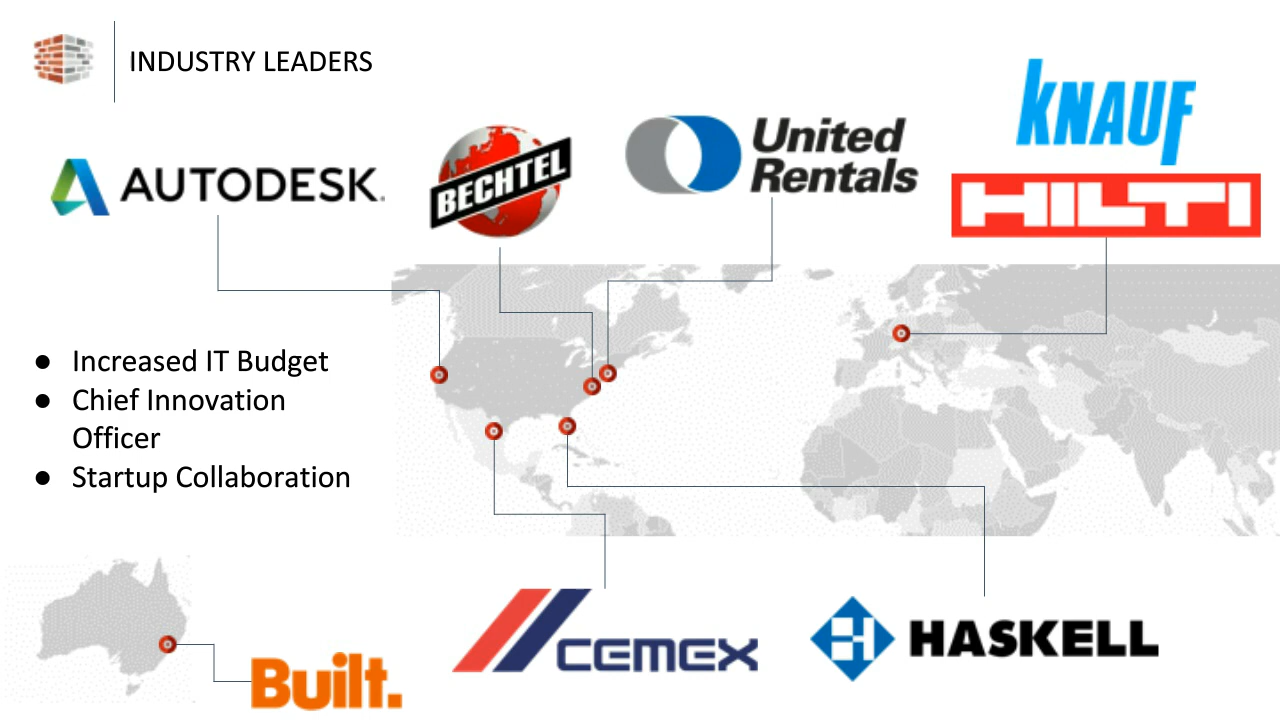 INDUSTRY LEADERS
AUTODESK.
BECHTEL
United
Rentals
KNAUF
HILTI
● Increased IT Budget
● Chief Innovation
Officer
● Startup Collaboration
Built.
CEMEX
HASKELL